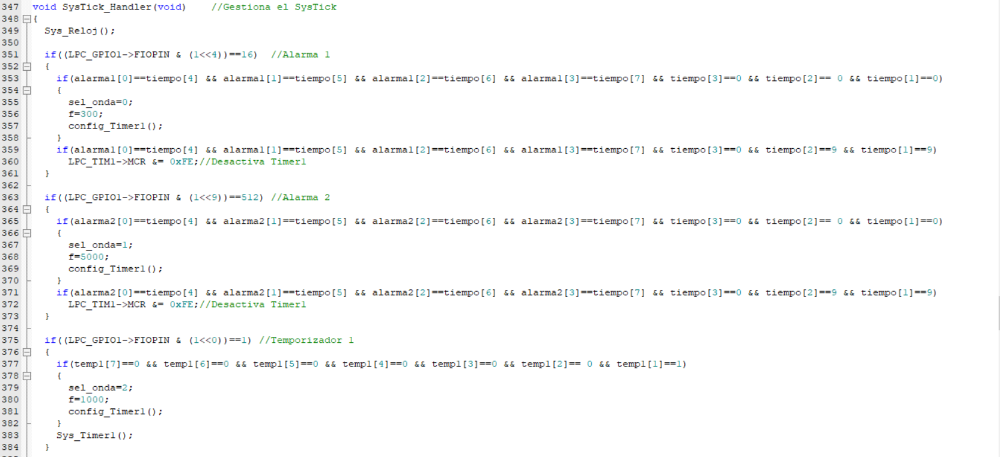 347 void SysTick_Handler(void)    //Gestiona el SysTick
348 {
349   Sys_Reloj();
350
351   if((LPC_GPIO1->FIOPIN & (1<<4))==16)  //Alarma 1
352   {
353     if(alarma1[0]==tiempo[4] && alarma1[1]==tiempo[5] && alarma1[2]==tiempo[6] && alarma1[3]==tiempo[7] && tiempo[3]==0 && tiempo[2]== 0 && tiempo[1]==0)
354     {
355       sel_onda=0;
356       f=300;
357       config_Timer1();
358     }
359     if(alarma1[0]==tiempo[4] && alarma1[1]==tiempo[5] && alarma1[2]==tiempo[6] && alarma1[3]==tiempo[7] && tiempo[3]==0 && tiempo[2]==9 && tiempo[1]==9)
360       LPC_TIM1->MCR &= 0xFE;//Desactiva Timer1
361   }
362
363   if((LPC_GPIO1->FIOPIN & (1<<9))==512) //Alarma 2
364   {
365     if(alarma2[0]==tiempo[4] && alarma2[1]==tiempo[5] && alarma2[2]==tiempo[6] && alarma2[3]==tiempo[7] && tiempo[3]==0 && tiempo[2]== 0 && tiempo[1]==0)
366     {
367       sel_onda=1;
368       f=5000;
369       config_Timer1();
370     }
371     if(alarma2[0]==tiempo[4] && alarma2[1]==tiempo[5] && alarma2[2]==tiempo[6] && alarma2[3]==tiempo[7] && tiempo[3]==0 && tiempo[2]==9 && tiempo[1]==9)
372       LPC_TIM1->MCR &= 0xFE;//Desactiva Timer1
373   }
374
375   if((LPC_GPIO1->FIOPIN & (1<<0))==1) //Temporizador 1
376   {
377     if(temp1[7]==0 && temp1[6]==0 && temp1[5]==0 && temp1[4]==0 && temp1[3]==0 && temp1[2]== 0 && temp1[1]==1)
378     {
379       sel_onda=2;
380       f=1000;
381       config_Timer1();
382     }
383     Sys_Timer1();
384   }